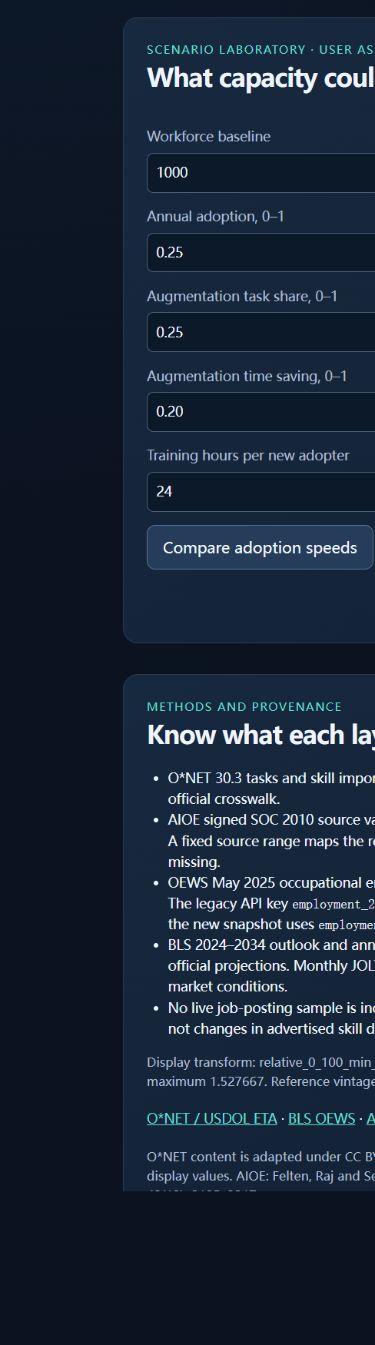 SCENARIO LABORATORY · USER AS
What capacity coul
Workforce baseline
1000
Annual adoption, 0–1
0.25
Augmentation task share, 0–1
0.25
Augmentation time saving, 0–1
0.20
Training hours per new adopter
24
Compare adoption speeds
METHODS AND PROVENANCE
Know what each lay
• O*NET 30.3 tasks and skill impor
official crosswalk.
• AIOE signed SOC 2010 source va
A fixed source range maps the re
missing.
• OEWS May 2025 occupational e
The legacy API key employment_2
the new snapshot uses employme
• BLS 2024–2034 outlook and ann
official projections. Monthly JOL
market conditions.
• No live job-posting sample is inc
not changes in advertised skill d
Display transform: relative_0_100_min_
maximum 1.527667. Reference vintage
O*NET / USDOL ETA · BLS OEWS · A
O*NET content is adapted under CC BY
display values. AIOE: Felten, Raj and Se